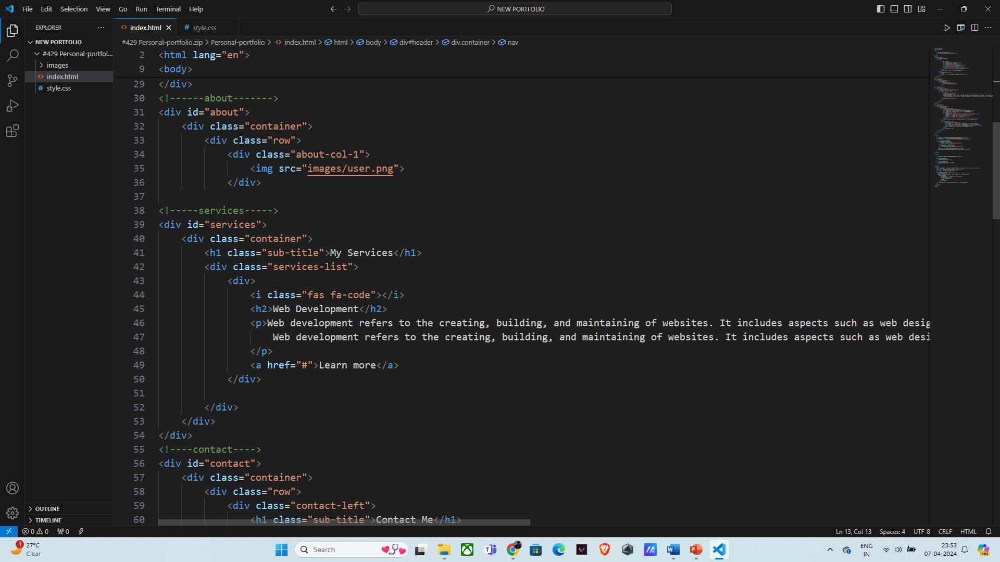 File Edit Selection View Go Run Terminal Help
NEW PORTFOLIO
EXPLORER
NEW PORTFOLIO
#429 Personal-portfol...
images
index.html
style.css
OUTLINE
TIMELINE
index.html
# style.css
#429 Personal-portfolio.zip > Personal-portfolio > index.html > html > body > div#header > div.container > nav
2 <html lang="en">
9 <body>
29 </div>
30 <!------about------->
31 <div id="about">
32 <div class="container">
33 <div class="row">
34 <div class="about-col-1">
35 <img src="images/user.png">
36 </div>
37
38 <!-----services----->
39 <div id="services">
40 <div class="container">
41 <h1 class="sub-title">My Services</h1>
42 <div class="services-list">
43 <div>
44 <i class="fas fa-code"></i>
45 <h2>Web Development</h2>
46 <p>Web development refers to the creating, building, and maintaining of websites. It includes aspects such as web desig
47 Web development refers to the creating, building, and maintaining of websites. It includes aspects such as web desi
48 </p>
49 <a href="#">Learn more</a>
50 </div>
51
52 </div>
53 </div>
54 </div>
55 <!----contact---->
56 <div id="contact">
57 <div class="container">
58 <div class="row">
59 <div class="contact-left">
60 <h1 class="sub-title">Contact Me</h1>
0 0 0
Ln 13, Col 13 Spaces: 4 UTF-8 CRLF HTML
1
27°C
Clear
Search
ENG
IN
23:53
07-04-2024
PRE